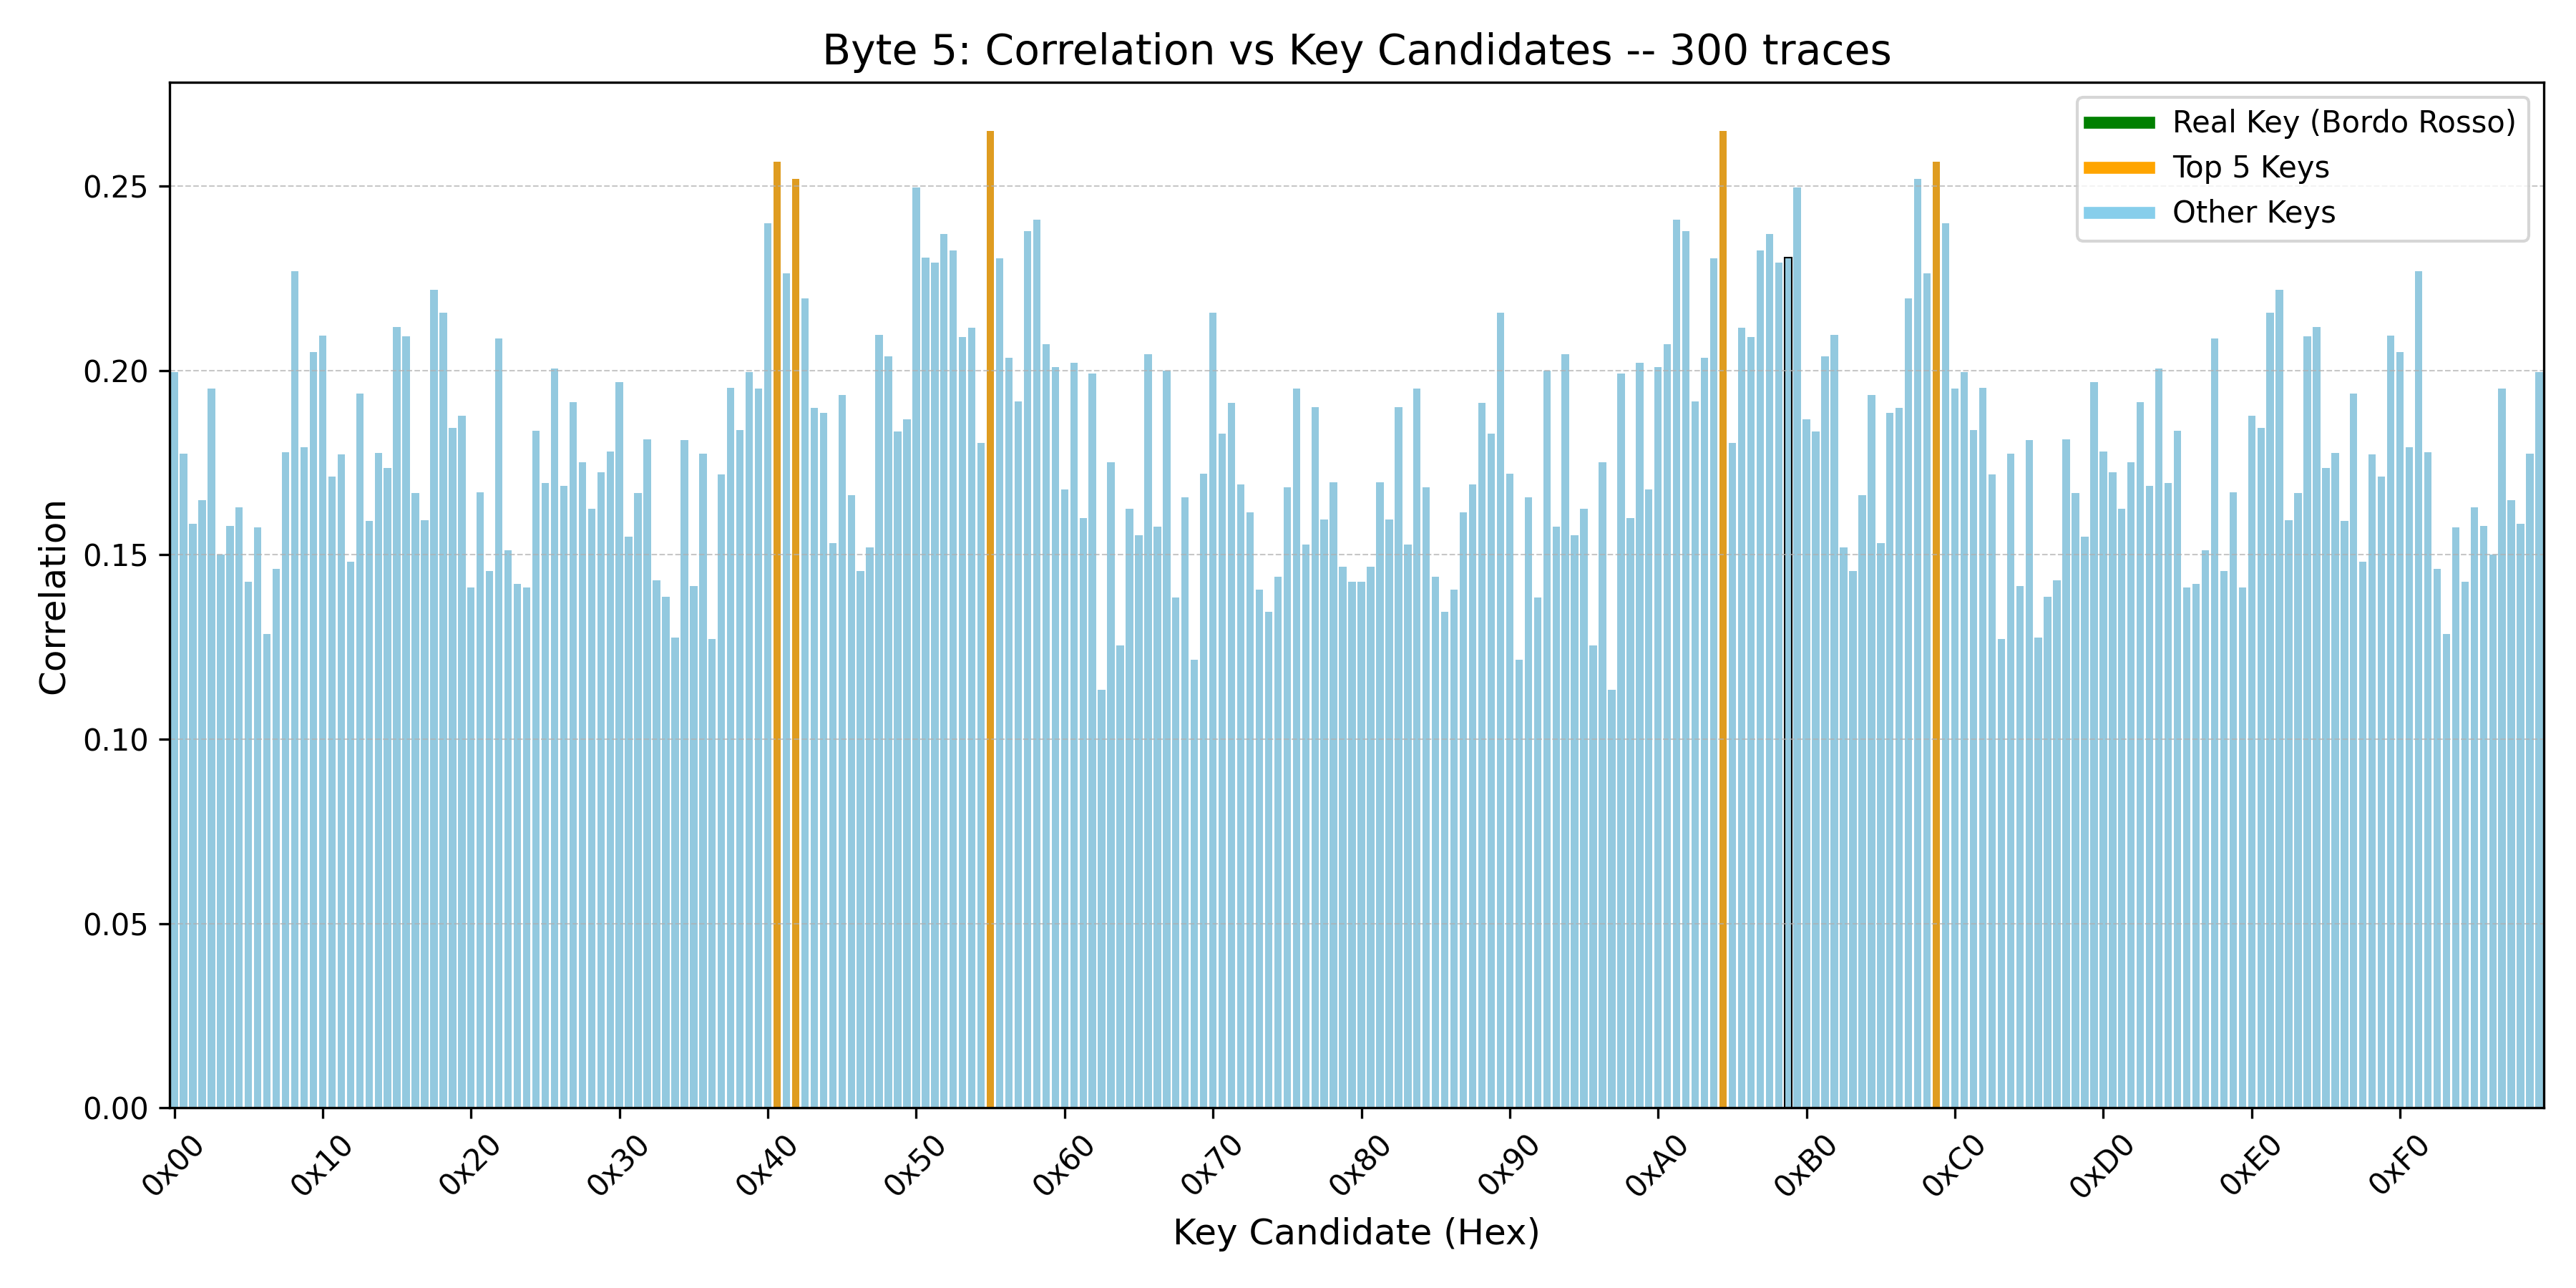 Byte 5: Correlation vs Key Candidates -- 300 traces
Real Key (Bordo Rosso)
Top 5 Keys
Other Keys
Correlation
0.25
0.20
0.15
0.10
0.05
0.00
0x00 0x10 0x20 0x30 0x40 0x50 0x60 0x70 0x80 0x90 0xA0 0xB0 0xC0 0xD0 0xE0 0xF0
Key Candidate (Hex)